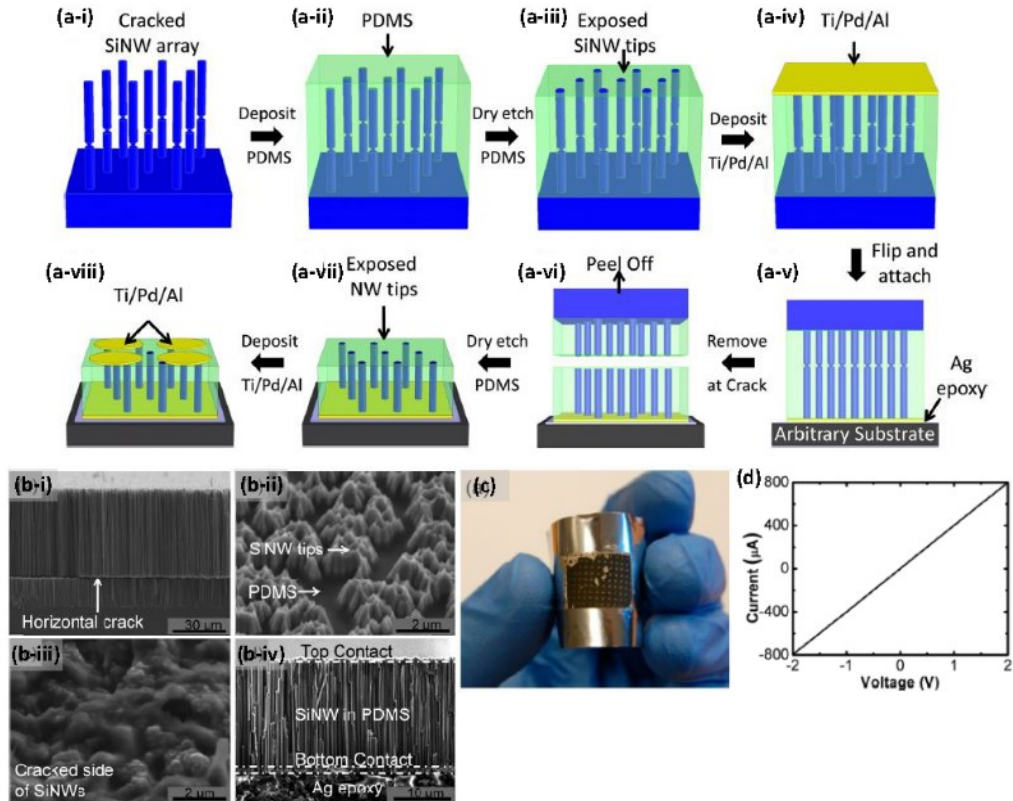 (a-i)
Cracked
SiNW array
Deposit
PDMS
(a-ii)
PDMS
Dry etch
PDMS
(a-iii)
Exposed
SiNW tips
Deposit
Ti/Pd/Al
(a-iv)
Ti/Pd/Al
Flip and
attach
(a-viii)
Ti/Pd/Al
Deposit
Ti/Pd/Al
(a-vii)
Exposed
NW tips
Dry etch
PDMS
(a-vi)
Peel Off
Remove
at Crack
(a-v)
Ag
epoxy
Arbitrary Substrate
(b-i)
Horizontal crack
30 µm
(b-ii)
SiNW tips
PDMS
2 µm
(b-iii)
Cracked side
of SiNWs
2 µm
(b-iv)
Top Contact
SiNW in PDMS
Bottom Contact
Ag epoxy
10 µm
(c)
(d)
Current (µA)
800
400
0
-400
-800
-2 -1 0 1 2
Voltage (V)